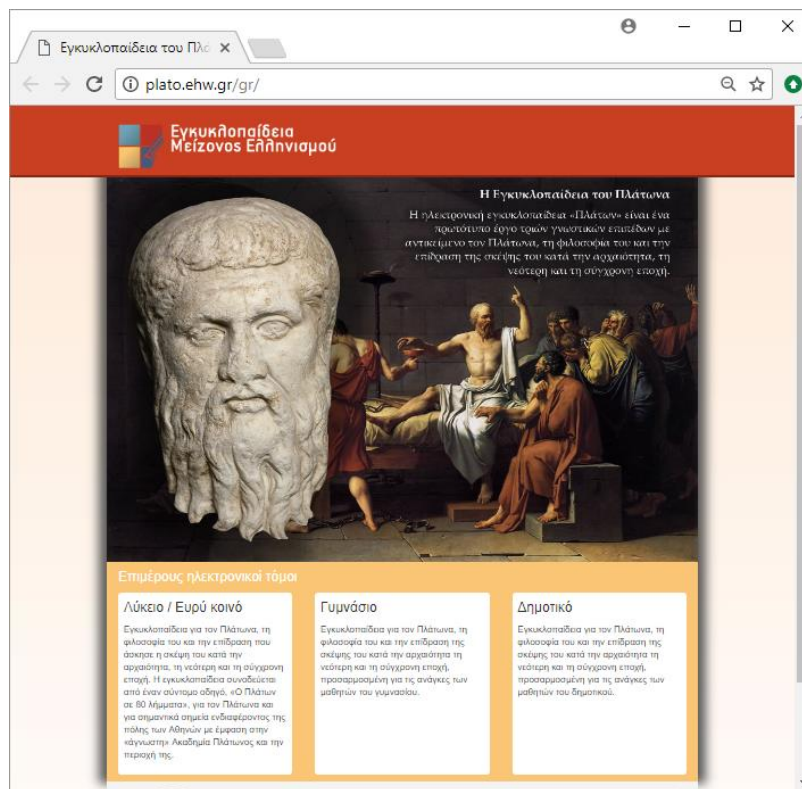 Εγκυκλοπαίδεια του Πλά
plato.ehw.gr/gr/
Εγκυκλοπαίδεια
Μείζονος Ελληνισμού
Η Εγκυκλοπαίδεια του Πλάτωνα
Η ηλεκτρονική εγκυκλοπαίδεια «Πλάτων» είναι ένα
πρωτότυπο έργο τριών γνωστικών επιπέδων με
αντικείμενο τον Πλάτωνα, τη φιλοσοφία του και την
επίδραση της σκέψης του κατά την αρχαιότητα, τη
νεότερη και τη σύγχρονη εποχή.
Επιμέρους ηλεκτρονικοί τόμοι
Λύκειο / Ευρύ κοινό
Εγκυκλοπαίδεια για τον Πλάτωνα, τη
φιλοσοφία του και την επίδραση που
άσκησε η σκέψη του κατά την
αρχαιότητα, τη νεότερη και τη σύγχρονη
εποχή. Η εγκυκλοπαίδεια συνοδεύεται
από έναν σύντομο οδηγό, «Ο Πλάτων
σε 80 λήμματα», για τον Πλάτωνα και
για σημαντικά σημεία ενδιαφέροντος της
πόλης των Αθηνών με έμφαση στην
«άγνωστη» Ακαδημία Πλάτωνος και την
περιοχή της.
Γυμνάσιο
Εγκυκλοπαίδεια για τον Πλάτωνα, τη
φιλοσοφία του και την επίδραση της
σκέψης του κατά την αρχαιότητα τη
νεότερη και τη σύγχρονη εποχή,
προσαρμοσμένη για τις ανάγκες των
μαθητών του γυμνασίου.
Δημοτικό
Εγκυκλοπαίδεια για τον Πλάτωνα, τη
φιλοσοφία του και την επίδραση της
σκέψης του κατά την αρχαιότητα τη
νεότερη και τη σύγχρονη εποχή,
προσαρμοσμένη για τις ανάγκες των
μαθητών του δημοτικού.